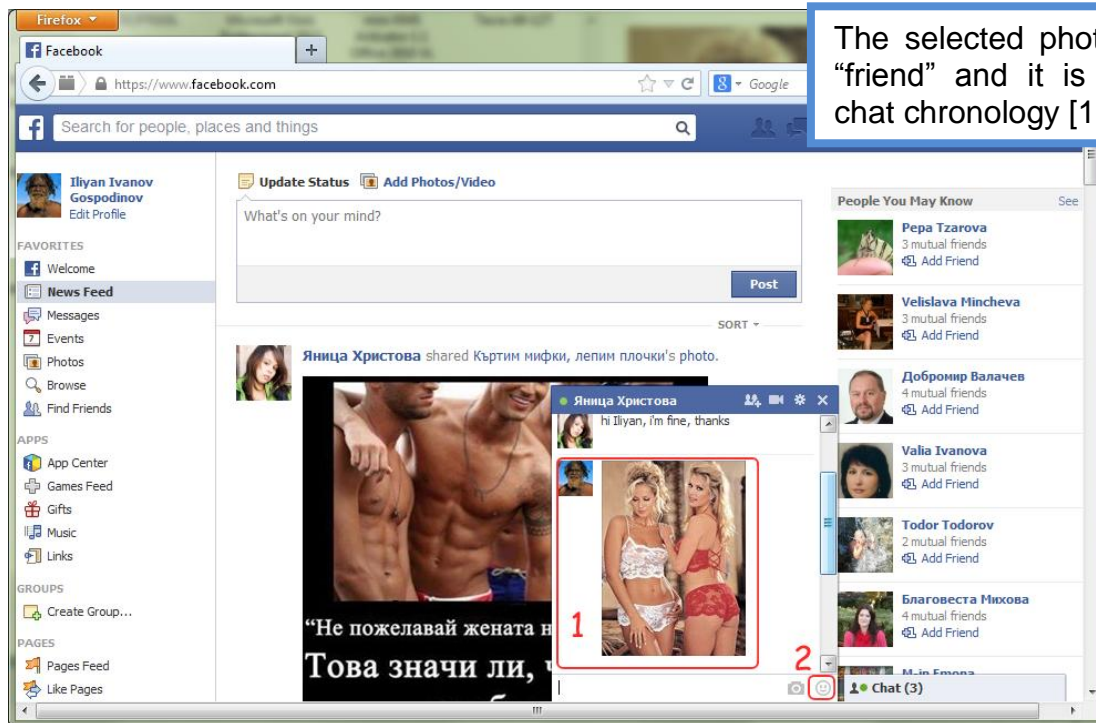 Firefox
Facebook
https://www.facebook.com
Google
The selected phot
“friend” and it is
chat chronology [1
Search for people, places and things
Iliyan Ivanov
Gospodinov
Edit Profile
FAVORITES
Welcome
News Feed
Messages
Events
Photos
Browse
Find Friends
APPS
App Center
Games Feed
Gifts
Music
Links
GROUPS
Create Group...
PAGES
Pages Feed
Like Pages
Update Status Add Photos/Video
What's on your mind?
Post
SORT
Яница Христова shared Къртим мифки, лепим плочки's photo.
“Не пожелавай жената н
Това значи ли, ч
Яница Христова
hi Iliyan, i'm fine, thanks
1
2
People You May Know See
Pepa Tzarova
3 mutual friends
Add Friend
Velislava Mincheva
3 mutual friends
Add Friend
Добромир Валачев
4 mutual friends
Add Friend
Valia Ivanova
3 mutual friends
Add Friend
Todor Todorov
2 mutual friends
Add Friend
Благовеста Михова
4 mutual friends
Add Friend
Chat (3)